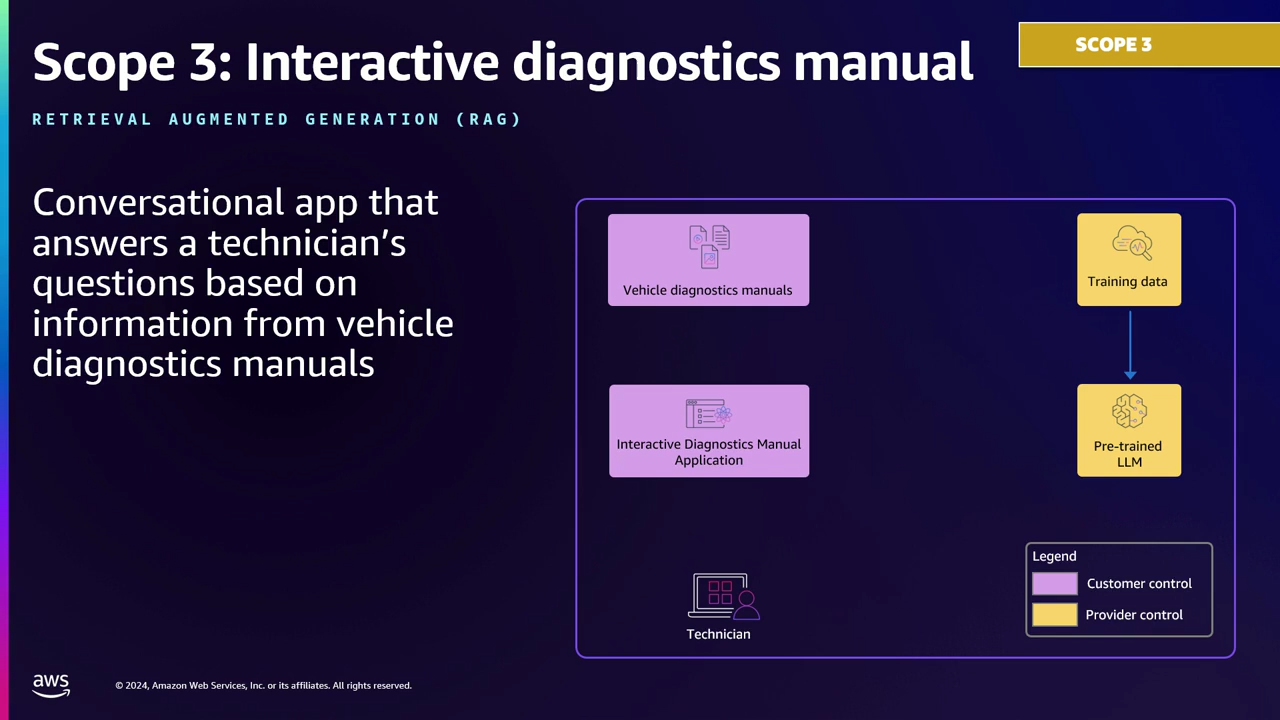 Scope 3: Interactive diagnostics manual
SCOPE 3
RETRIEVAL AUGMENTED GENERATION (RAG)
Conversational app that
answers a technician’s
questions based on
information from vehicle
diagnostics manuals
Vehicle diagnostics manuals
Training data
Interactive Diagnostics Manual
Application
Pre-trained
LLM
Technician
Legend
Customer control
Provider control
aws
© 2024, Amazon Web Services, Inc. or its affiliates. All rights reserved.